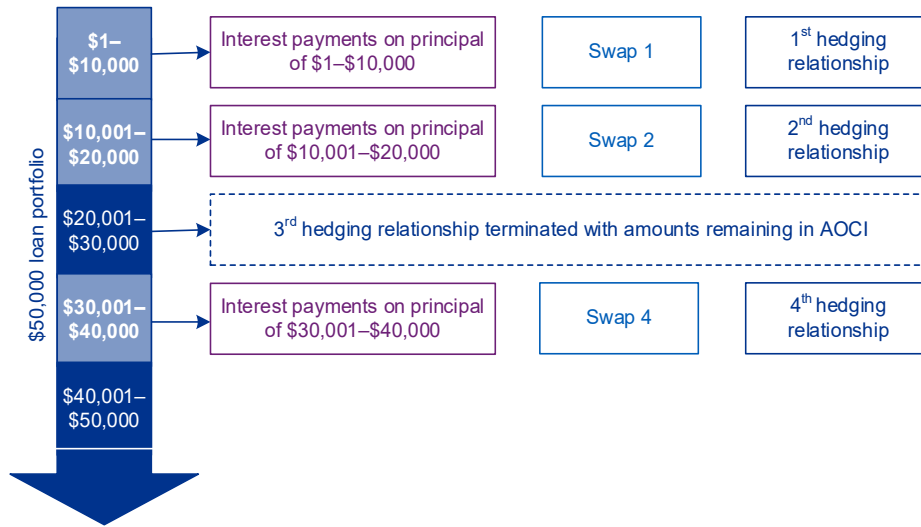 $50,000 loan portfolio
$1–
$10,000
Interest payments on principal
of $1–$10,000
Swap 1
1st hedging
relationship
$10,001–
$20,000
Interest payments on principal
of $10,001–$20,000
Swap 2
2nd hedging
relationship
$20,001–
$30,000
3rd hedging relationship terminated with amounts remaining in AOCI
$30,001–
$40,000
Interest payments on principal
of $30,001–$40,000
Swap 4
4th hedging
relationship
$40,001–
$50,000